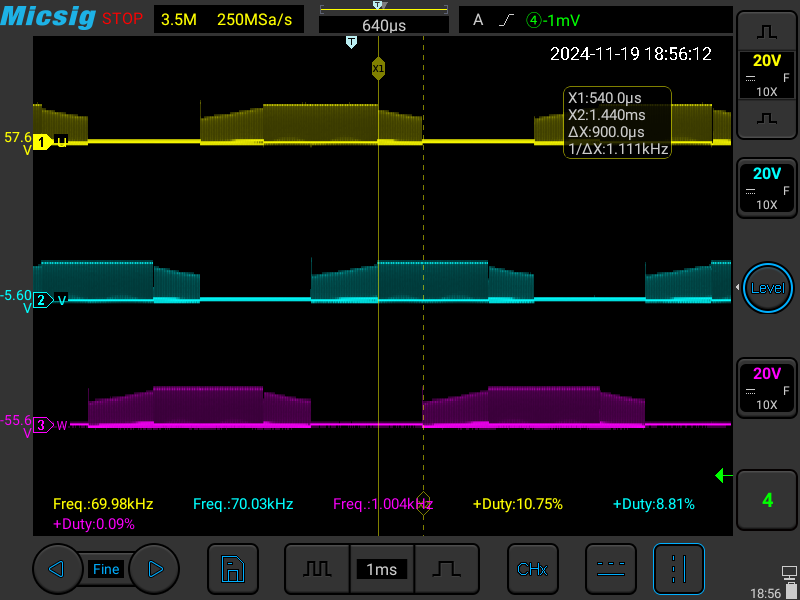 Micsig STOP 3.5M 250MSa/s T 640µs A 4 -1mV
T
2024-11-19 18:56:12
X1
20V
F
10X
X1:540.0µs
X2:1.440ms
ΔX:900.0µs
1/ΔX:1.111kHz
57.6
V
1 U
20V
F
10X
-5.60
V
2 V
Level
20V
F
10X
-55.6
V
3 W
Freq.:69.98kHz Freq.:70.03kHz Freq.:1.004kHz +Duty:10.75% +Duty:8.81%
+Duty:0.09%
4
Fine 1ms CHx
18:56